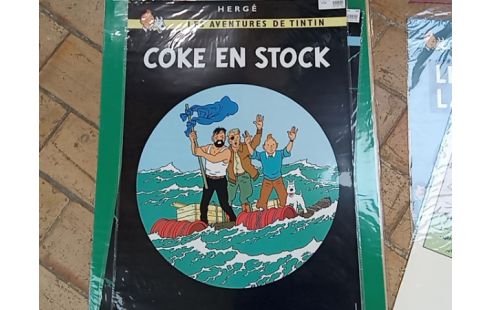 HERGÉ
LES AVENTURES DE TINTIN
COKE EN STOCK